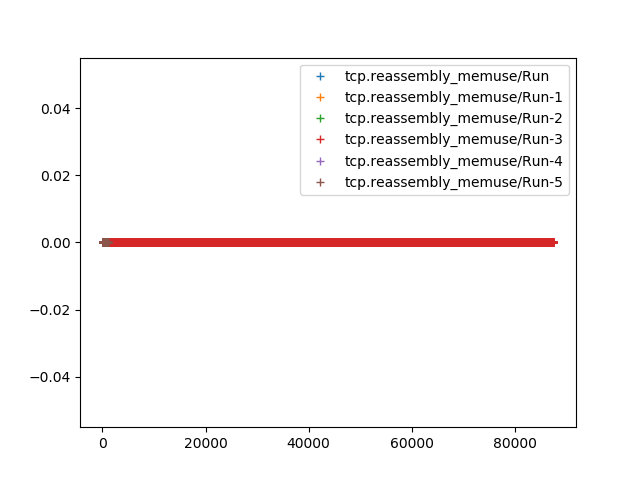 tcp.reassembly_memuse/Run
tcp.reassembly_memuse/Run-1
tcp.reassembly_memuse/Run-2
tcp.reassembly_memuse/Run-3
tcp.reassembly_memuse/Run-4
tcp.reassembly_memuse/Run-5
0.04
0.02
0.00
−0.02
−0.04
0 20000 40000 60000 80000